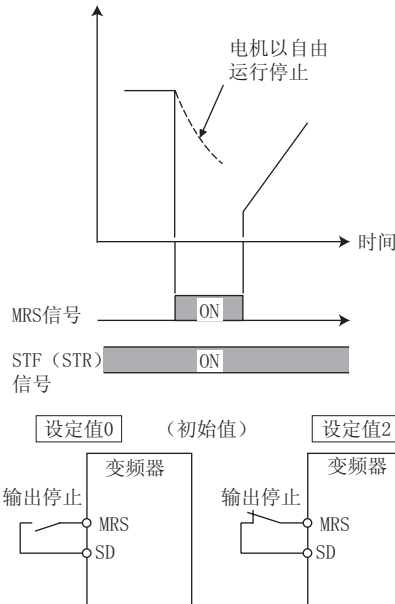 电机以自由
运行停止
时间
MRS信号
ON
STF（STR）
信号
ON
设定值0
（初始值）
设定值2
变频器
变频器
输出停止
输出停止
MRS
MRS
SD
SD